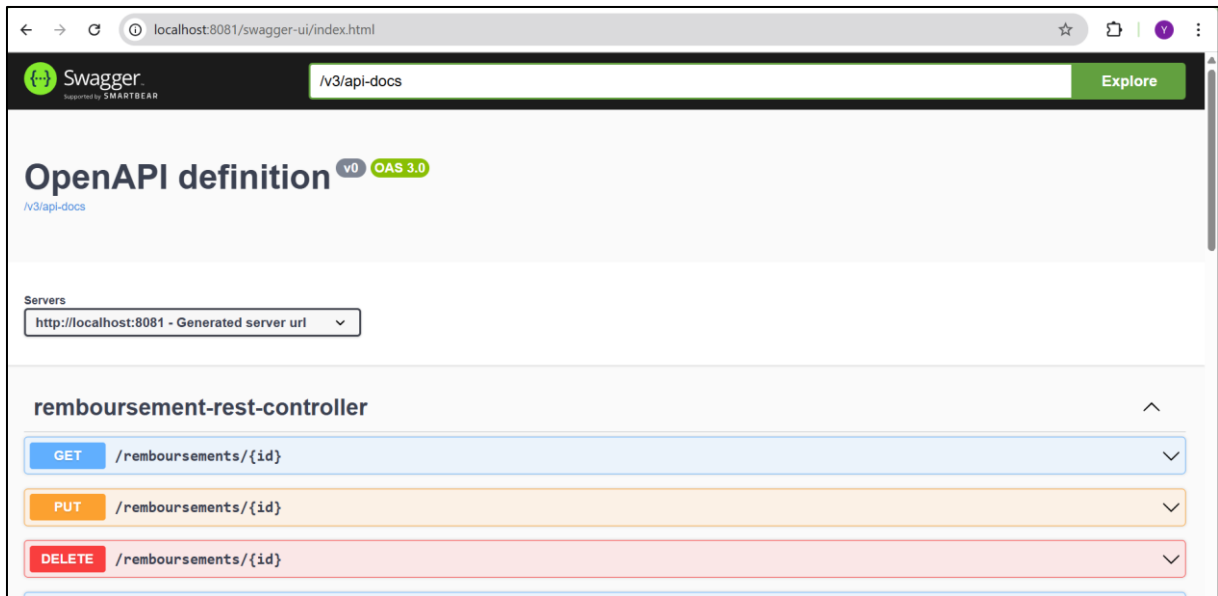 localhost:8081/swagger-ui/index.html
Y
Swagger.
Supported by SMARTBEAR
/v3/api-docs
Explore
OpenAPI definition v0 OAS 3.0
/v3/api-docs
Servers
http://localhost:8081 - Generated server url
remboursement-rest-controller
GET /remboursements/{id}
PUT /remboursements/{id}
DELETE /remboursements/{id}